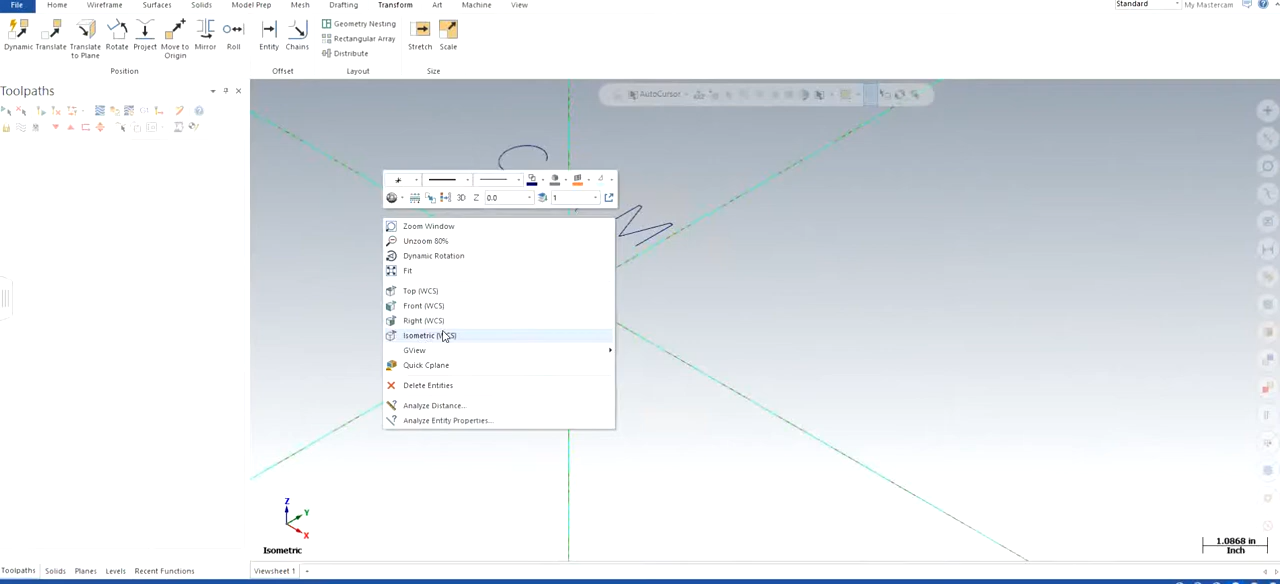 File Home Wireframe Surfaces Solids Model Prep Mesh Drafting Transform Art Machine View Standard My Mastercam
Dynamic Translate Translate to Plane Rotate Project Move to Origin Mirror Roll
Position
Entity Chains
Offset
Geometry Nesting
Rectangular Array
Distribute
Layout
Stretch Scale
Size
Toolpaths
AutoCursor
3D Z 0.0 1
Zoom Window
Unzoom 80%
Dynamic Rotation
Fit
Top (WCS)
Front (WCS)
Right (WCS)
Isometric (WCS)
GView
Quick Cplane
Delete Entities
Analyze Distance...
Analyze Entity Properties...
Z
Y
X
Isometric
1.0868 in
Inch
Toolpaths Solids Planes Levels Recent Functions Viewsheet 1 +